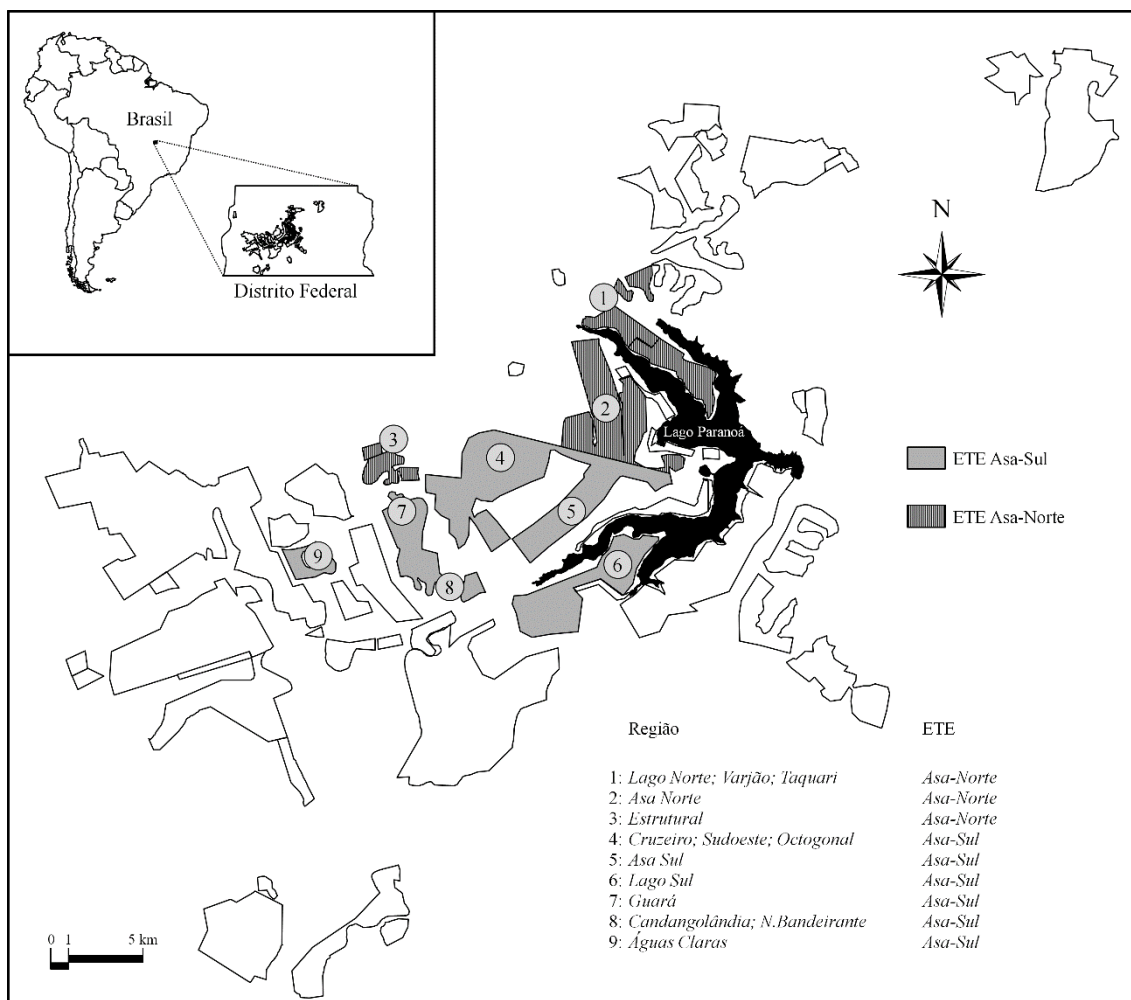 Brasil
Distrito Federal
N
1
2
3
4
5
6
7
8
9
Lago Paranoá
ETE Asa-Sul
ETE Asa-Norte
Região ETE
1: Lago Norte; Varjão; Taquari Asa-Norte
2: Asa Norte Asa-Norte
3: Estrutural Asa-Norte
4: Cruzeiro; Sudoeste; Octogonal Asa-Sul
5: Asa Sul Asa-Sul
6: Lago Sul Asa-Sul
7: Guará Asa-Sul
8: Candangolândia; N.Bandeirante Asa-Sul
9: Águas Claras Asa-Sul
0 1 5 km